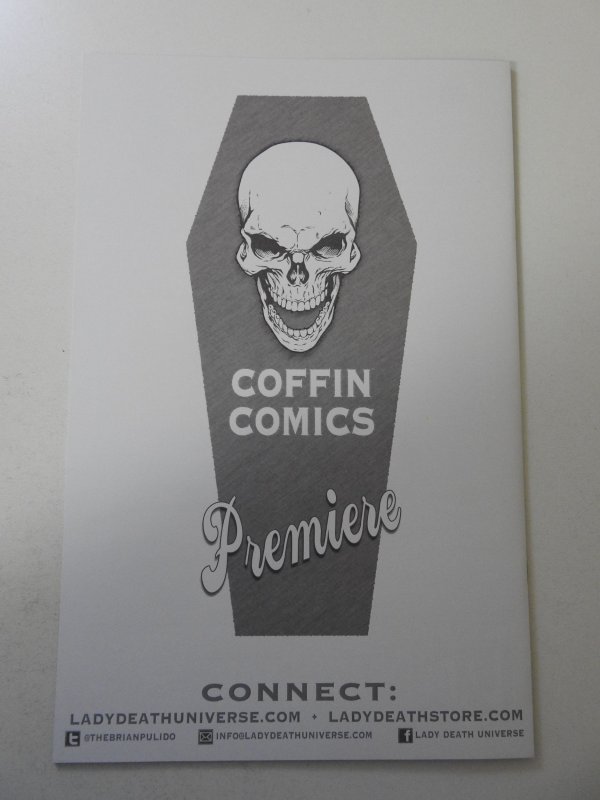 COFFIN
COMICS
Premiere
CONNECT:
LADYDEATHUNIVERSE.COM • LADYDEATHSTORE.COM
@THEBRIANPULIDO INFO@LADYDEATHUNIVERSE.COM LADY DEATH UNIVERSE